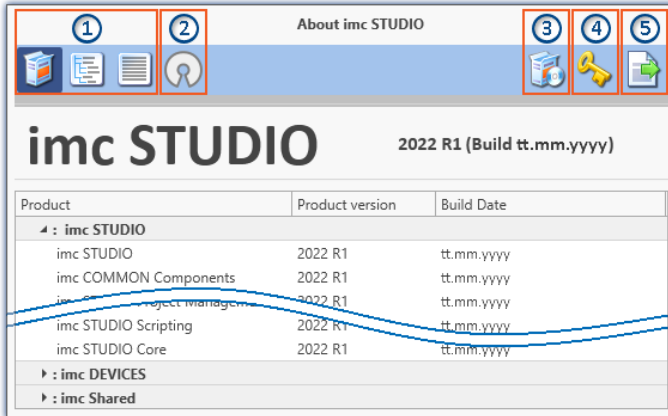 1 2 About imc STUDIO 3 4 5
imc STUDIO 2022 R1 (Build tt.mm.yyyy)
Product Product version Build Date
: imc STUDIO
imc STUDIO 2022 R1 tt.mm.yyyy
imc COMMON Components 2022 R1 tt.mm.yyyy
imc 2022 R1
imc STUDIO Scripting 2022 R1 tt.mm.yyyy
imc STUDIO Core 2022 R1 tt.mm.yyyy
: imc DEVICES
: imc Shared